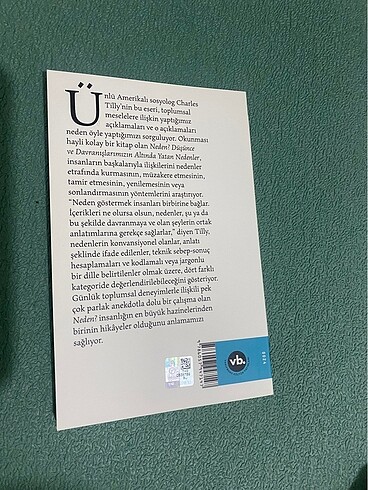 Ünlü Amerikalı sosyolog Charles
Tilly'nin bu eseri, toplumsal
meselelere ilişkin yaptığımız
açıklamaları ve o açıklamaları
neden öyle yaptığımızı sorguluyor. Okunması
hayli kolay bir kitap olan Neden? Düşünce
ve Davranışlarımızın Altında Yatan Nedenler,
insanların başkalarıyla ilişkilerini nedenler
etrafında kurmasının, müzakere etmesinin,
tamir etmesinin, yenilemesinin veya
sonlandırmasının yöntemlerini araştırıyor.
"Neden göstermek insanları birbirine bağlar.
İçerikleri ne olursa olsun, nedenler, şu ya da
bu şekilde davranmaya ve olan şeylerin ortak
anlatımlarına gerekçe sağlarlar," diyen Tilly,
nedenlerin konvansiyonel olanlar, anlatı
şeklinde ifade edilenler, teknik sebep-sonuç
hesaplamaları ve kodlamalı veya jargonlu
bir dille belirtilenler olmak üzere, dört farklı
kategoride değerlendirilebileceğini gösteriyor.
Günlük toplumsal deneyimlerle ilişkili pek
çok parlak anekdotla dolu bir çalışma olan
Neden? insanlığın en büyük hazinelerinden
birinin hikâyeler olduğunu anlamamızı
sağlıyor.
vb.